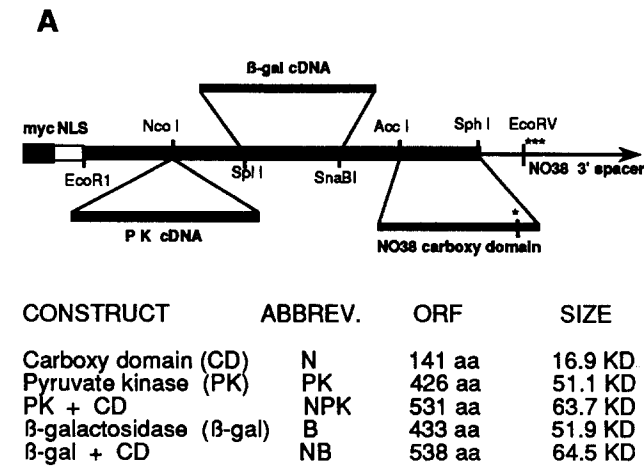 A
ß-gal cDNA
myc NLS
Nco I
Acc I
Sph I
EcoRV
***
EcoR1
Spl I
SnaBI
NO38 3' spacer
*
PK cDNA
NO38 carboxy domain
CONSTRUCT ABBREV. ORF SIZE
Carboxy domain (CD) N 141 aa 16.9 KD
Pyruvate kinase (PK) PK 426 aa 51.1 KD
PK + CD NPK 531 aa 63.7 KD
ß-galactosidase (ß-gal) B 433 aa 51.9 KD
ß-gal + CD NB 538 aa 64.5 KD